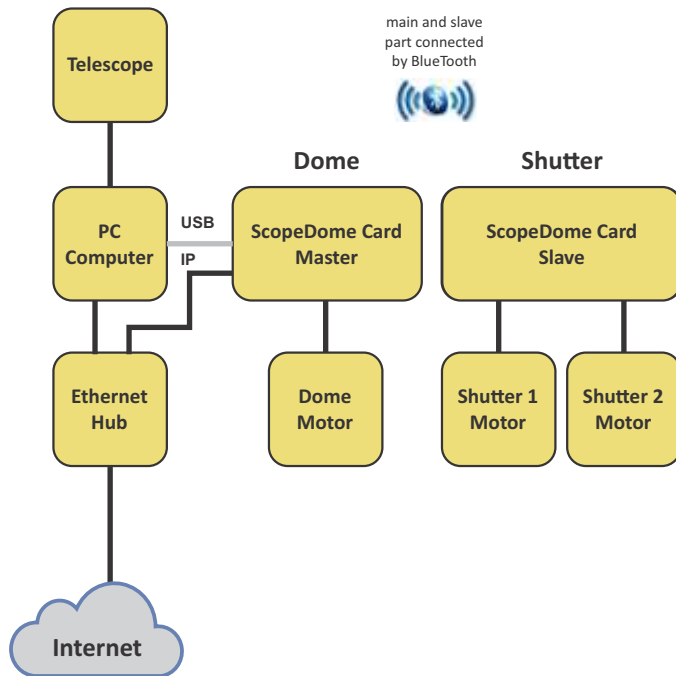 main and slave
part connected
by BlueTooth
Telescope
Dome
Shutter
PC
Computer
USB
IP
ScopeDome Card
Master
ScopeDome Card
Slave
Ethernet
Hub
Dome
Motor
Shutter 1
Motor
Shutter 2
Motor
Internet